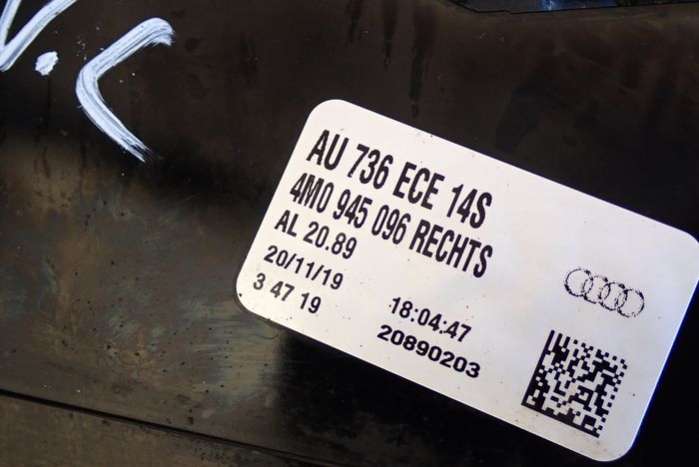 AU 736 ECE 14S
4M0 945 096 RECHTS
AL 20.89
20/11/19 18:04:47
3 47 19 20890203